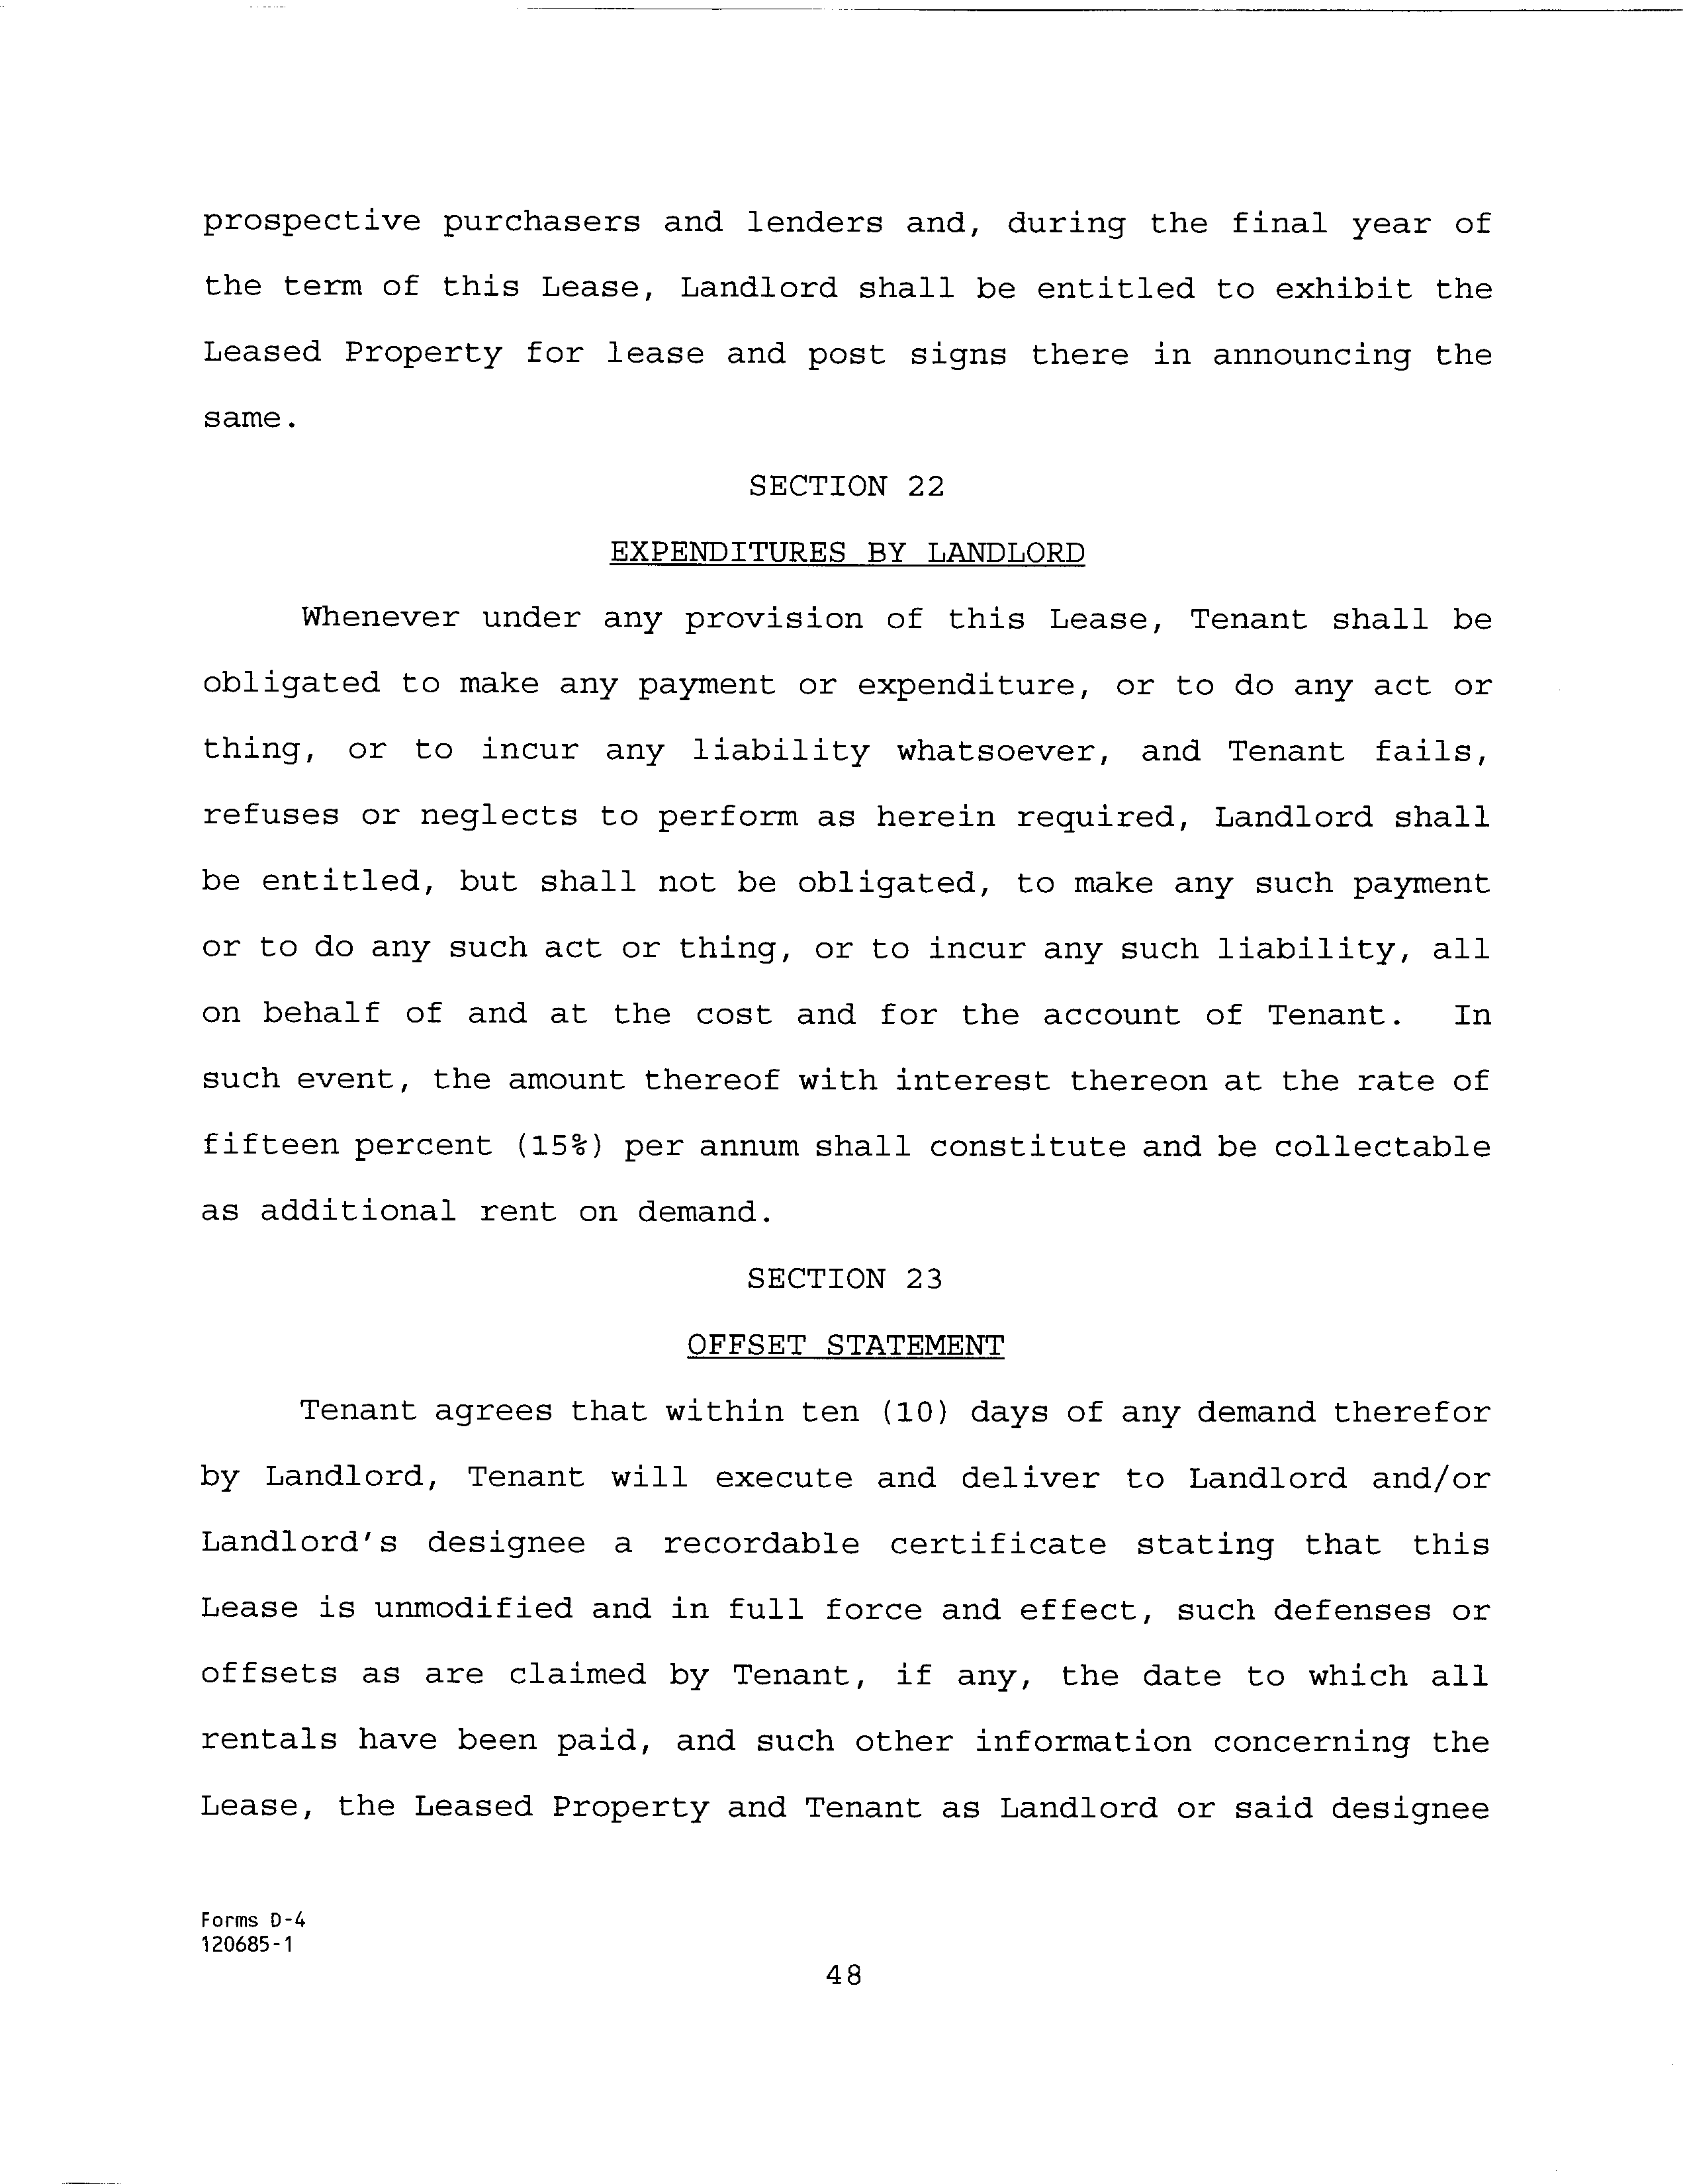 prospective purchasers and lenders and, during the final year of
the term of this Lease, Landlord shall be entitled to exhibit the
Leased Property for lease and post signs there in announcing the
same.
SECTION 22
EXPENDITURES BY LANDLORD
Whenever under any provision of this Lease, Tenant shall be
obligated to make any payment or expenditure, or to do any act or
thing, or to incur any liability whatsoever, and Tenant fails,
refuses or neglects to perform as herein required, Landlord shall
be entitled, but shall not be obligated, to make any such payment
or to do any such act or thing, or to incur any such liability, all
on behalf of and at the cost and for the account of Tenant. In
such event, the amount thereof with interest thereon at the rate of
fifteen percent (15%) per annum shall constitute and be collectable
as additional rent on demand.
SECTION 23
OFFSET STATEMENT
Tenant agrees that within ten (10) days of any demand therefor
by Landlord, Tenant will execute and deliver to Landlord and/or
Landlord's designee a recordable certificate stating that this
Lease is unmodified and in full force and effect, such defenses or
offsets as are claimed by Tenant, if any, the date to which all
rentals have been paid, and such other information concerning the
Lease, the Leased Property and Tenant as Landlord or said designee
Forms D-4
120685-1
48